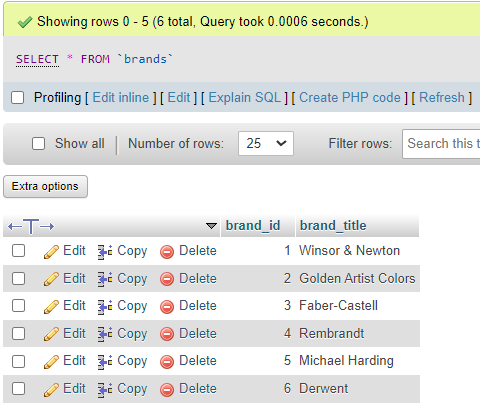 Showing rows 0 - 5 (6 total, Query took 0.0006 seconds.)
SELECT * FROM `brands`
Profiling [ Edit inline ] [ Edit ] [ Explain SQL ] [ Create PHP code ] [ Refresh ]
Show all Number of rows: 25 Filter rows: Search this t
Extra options
brand_id brand_title
Edit Copy Delete 1 Winsor & Newton
Edit Copy Delete 2 Golden Artist Colors
Edit Copy Delete 3 Faber-Castell
Edit Copy Delete 4 Rembrandt
Edit Copy Delete 5 Michael Harding
Edit Copy Delete 6 Derwent